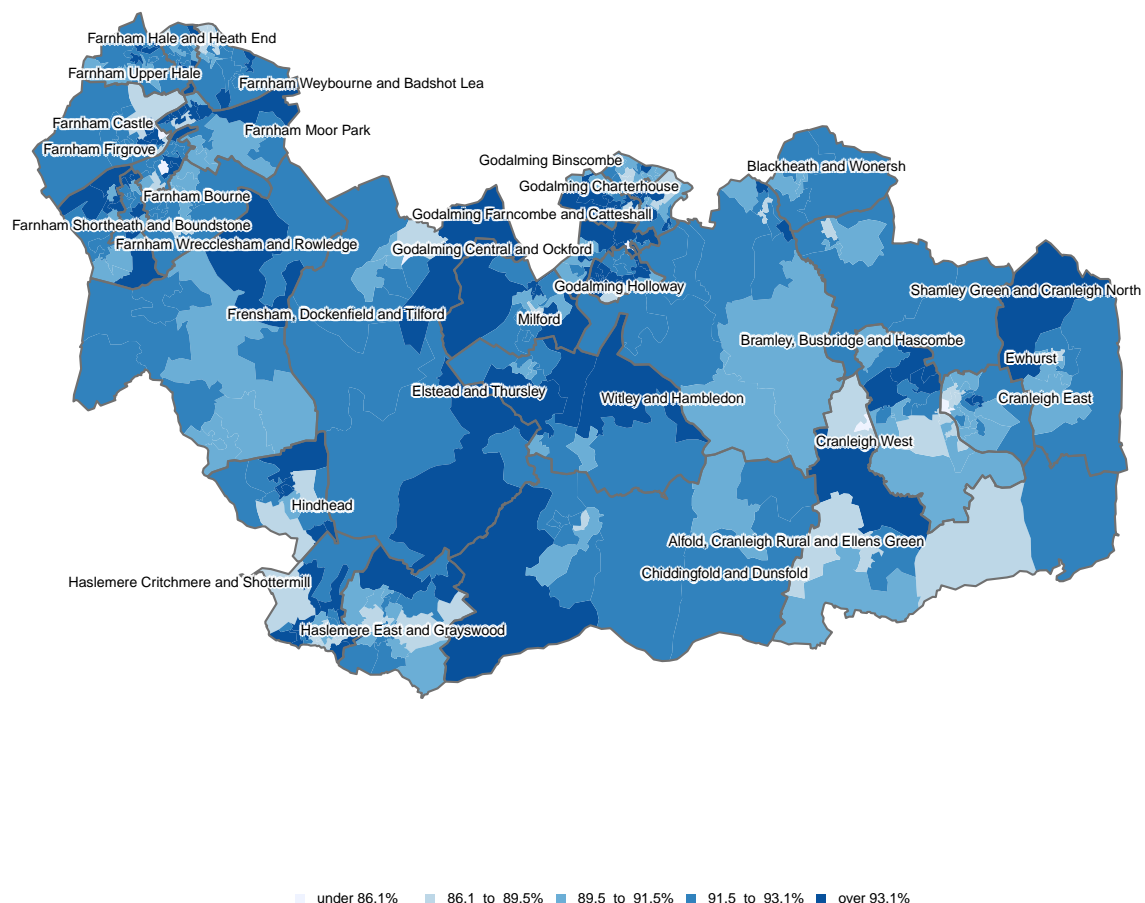 Farnham Hale and Heath End
Farnham Upper Hale
Farnham Weybourne and Badshot Lea
Farnham Castle
Farnham Moor Park
Farnham Firgrove
Godalming Binscombe
Blackheath and Wonersh
Godalming Charterhouse
Farnham Bourne
Godalming Farncombe and Catteshall
Farnham Shortheath and Boundstone
Farnham Wrecclesham and Rowledge
Godalming Central and Ockford
Godalming Holloway
Shamley Green and Cranleigh North
Frensham, Dockenfield and Tilford
Milford
Bramley, Busbridge and Hascombe
Ewhurst
Elstead and Thursley
Witley and Hambledon
Cranleigh East
Cranleigh West
Hindhead
Alfold, Cranleigh Rural and Ellens Green
Chiddingfold and Dunsfold
Haslemere Critchmere and Shottermill
Haslemere East and Grayswood
under 86.1% 86.1 to 89.5% 89.5 to 91.5% 91.5 to 93.1% over 93.1%